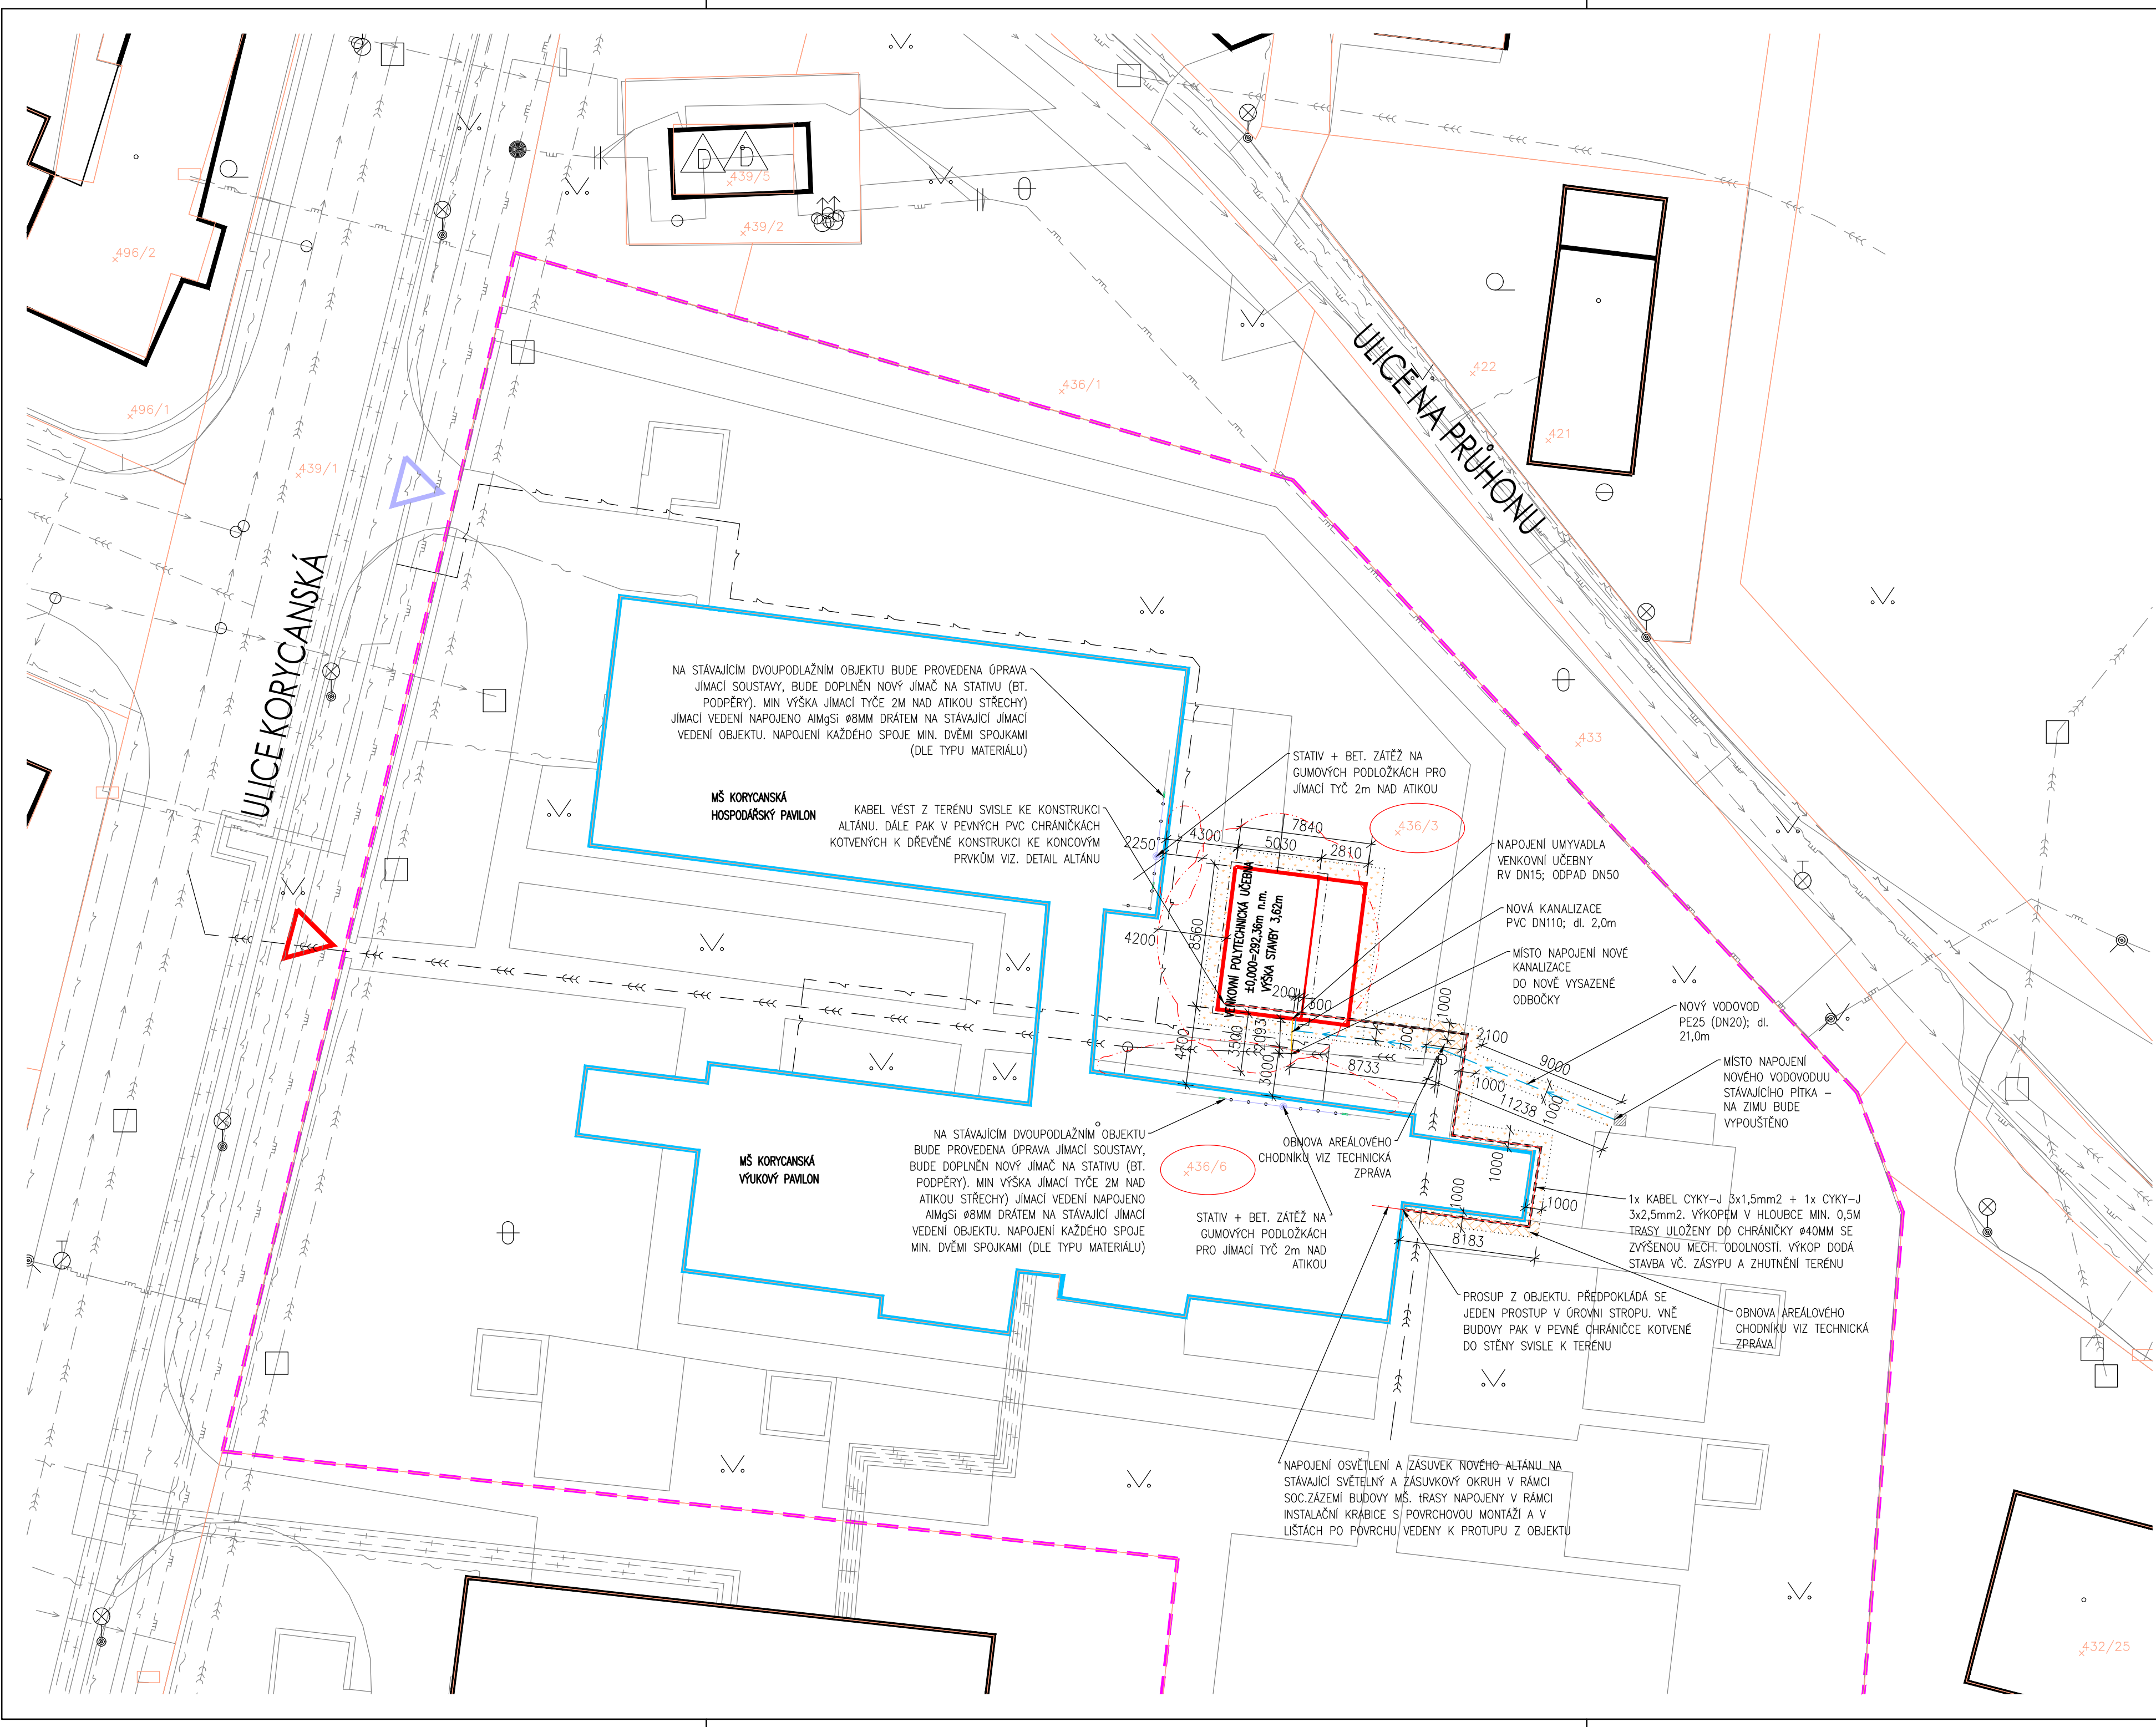 D
D
439/5
439/2
496/2
496/1
439/1
436/1
422
421
433
ULICE KORYCANSKÁ
ULICE NA PRŮHONU
NA STÁVAJÍCÍM DVOUPODLAŽNÍM OBJEKTU BUDE PROVEDENA ÚPRAVA
JÍMACÍ SOUSTAVY, BUDE DOPLNĚN NOVÝ JÍMAČ NA STATIVU (BT.
PODPĚRY). MIN VÝŠKA JÍMACÍ TYČE 2M NAD ATIKOU STŘECHY)
JÍMACÍ VEDENÍ NAPOJENO AlMgSi ø8MM DRÁTEM NA STÁVAJÍCÍ JÍMACÍ
VEDENÍ OBJEKTU. NAPOJENÍ KAŽDÉHO SPOJE MIN. DVĚMI SPOJKAMI
(DLE TYPU MATERIÁLU)
MŠ KORYCANSKÁ
HOSPODÁŘSKÝ PAVILON
KABEL VÉST Z TERÉNU SVISLE KE KONSTRUKCI
ALTÁNU. DÁLE PAK V PEVNÝCH PVC CHRÁNIČKÁCH
KOTVENÝCH K DŘEVĚNÉ KONSTRUKCI KE KONCOVÝM
PRVKŮM VIZ. DETAIL ALTÁNU
STATIV + BET. ZÁTĚŽ NA
GUMOVÝCH PODLOŽKÁCH PRO
JÍMACÍ TYČ 2m NAD ATIKOU
436/3
7840
4300
5030
2810
2250
4200
8560
VENKOVNÍ POLYTECHNICKÁ UČEBNA
±0,000=292,36m n.m.
VÝŠKA STAVBY 3,62m
200
300
4700
3500
2093
3000
700
1000
2100
8733
9000
1000
11238
1000
NAPOJENÍ UMYVADLA
VENKOVNÍ UČEBNY
RV DN15; ODPAD DN50
NOVÁ KANALIZACE
PVC DN110; dl. 2,0m
MÍSTO NAPOJENÍ NOVÉ
KANALIZACE
DO NOVĚ VYSAZENÉ
ODBOČKY
NOVÝ VODOVOD
PE25 (DN20); dl.
21,0m
MÍSTO NAPOJENÍ
NOVÉHO VODOVODUU
STÁVAJÍCÍHO PÍTKA –
NA ZIMU BUDE
VYPOUŠTĚNO
NA STÁVAJÍCÍM DVOUPODLAŽNÍM OBJEKTU
BUDE PROVEDENA ÚPRAVA JÍMACÍ SOUSTAVY,
BUDE DOPLNĚN NOVÝ JÍMAČ NA STATIVU (BT.
PODPĚRY). MIN VÝŠKA JÍMACÍ TYČE 2M NAD
ATIKOU STŘECHY) JÍMACÍ VEDENÍ NAPOJENO
AlMgSi ø8MM DRÁTEM NA STÁVAJÍCÍ JÍMACÍ
VEDENÍ OBJEKTU. NAPOJENÍ KAŽDÉHO SPOJE
MIN. DVĚMI SPOJKAMI (DLE TYPU MATERIÁLU)
MŠ KORYCANSKÁ
VÝUKOVÝ PAVILON
436/6
OBNOVA AREÁLOVÉHO
CHODNÍKU VIZ TECHNICKÁ
ZPRÁVA
STATIV + BET. ZÁTĚŽ NA
GUMOVÝCH PODLOŽKÁCH
PRO JÍMACÍ TYČ 2m NAD
ATIKOU
1000
1000
1000
8183
1x KABEL CYKY–J 3x1,5mm2 + 1x CYKY–J
3x2,5mm2. VÝKOPEM V HLOUBCE MIN. 0,5M
TRASY ULOŽENY DO CHRÁNIČKY ø40MM SE
ZVÝŠENOU MECH. ODOLNOSTÍ. VÝKOP DODÁ
STAVBA VČ. ZÁSYPU A ZHUTNĚNÍ TERÉNU
PROSUP Z OBJEKTU. PŘEDPOKLÁDÁ SE
JEDEN PROSTUP V ÚROVNI STROPU. VNĚ
BUDOVY PAK V PEVNÉ CHRÁNIČCE KOTVENÉ
DO STĚNY SVISLE K TERÉNU
OBNOVA AREÁLOVÉHO
CHODNÍKU VIZ TECHNICKÁ
ZPRÁVA
NAPOJENÍ OSVĚTLENÍ A ZÁSUVEK NOVÉHO ALTÁNU NA
STÁVAJÍCÍ SVĚTELNÝ A ZÁSUVKOVÝ OKRUH V RÁMCI
SOC.ZÁZEMÍ BUDOVY MŠ. tRASY NAPOJENY V RÁMCI
INSTALAČNÍ KRABICE S POVRCHOVOU MONTÁŽÍ A V
LIŠTÁCH PO POVRCHU VEDENY K PROTUPU Z OBJEKTU
432/25